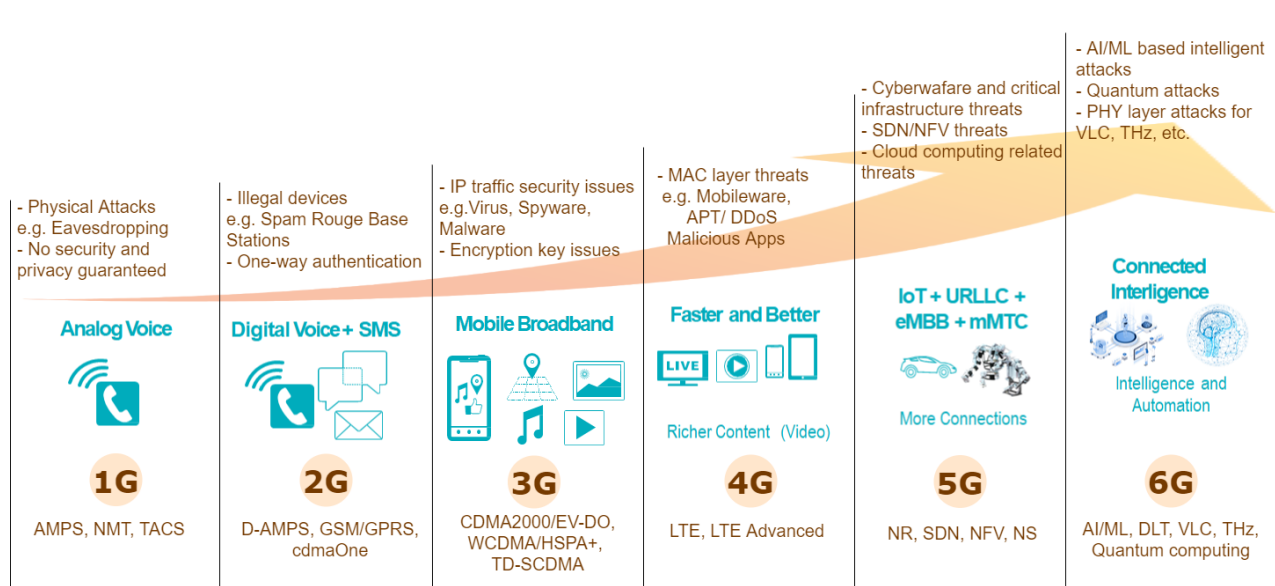 - Physical Attacks
e.g. Eavesdropping
- No security and
privacy guaranteed
Analog Voice
1G
AMPS, NMT, TACS
- Illegal devices
e.g. Spam Rouge Base
Stations
- One-way authentication
Digital Voice + SMS
2G
D-AMPS, GSM/GPRS,
cdmaOne
- IP traffic security issues
e.g.Virus, Spyware,
Malware
- Encryption key issues
Mobile Broadband
3G
CDMA2000/EV-DO,
WCDMA/HSPA+,
TD-SCDMA
- MAC layer threats
e.g. Mobileware,
APT/ DDoS
Malicious Apps
Faster and Better
LIVE
Richer Content (Video)
4G
LTE, LTE Advanced
- Cyberwafare and critical
infrastructure threats
- SDN/NFV threats
- Cloud computing related
threats
IoT + URLLC +
eMBB + mMTC
More Connections
5G
NR, SDN, NFV, NS
- AI/ML based intelligent
attacks
- Quantum attacks
- PHY layer attacks for
VLC, THz, etc.
Connected
Interligence
Intelligence and
Automation
6G
AI/ML, DLT, VLC, THz,
Quantum computing